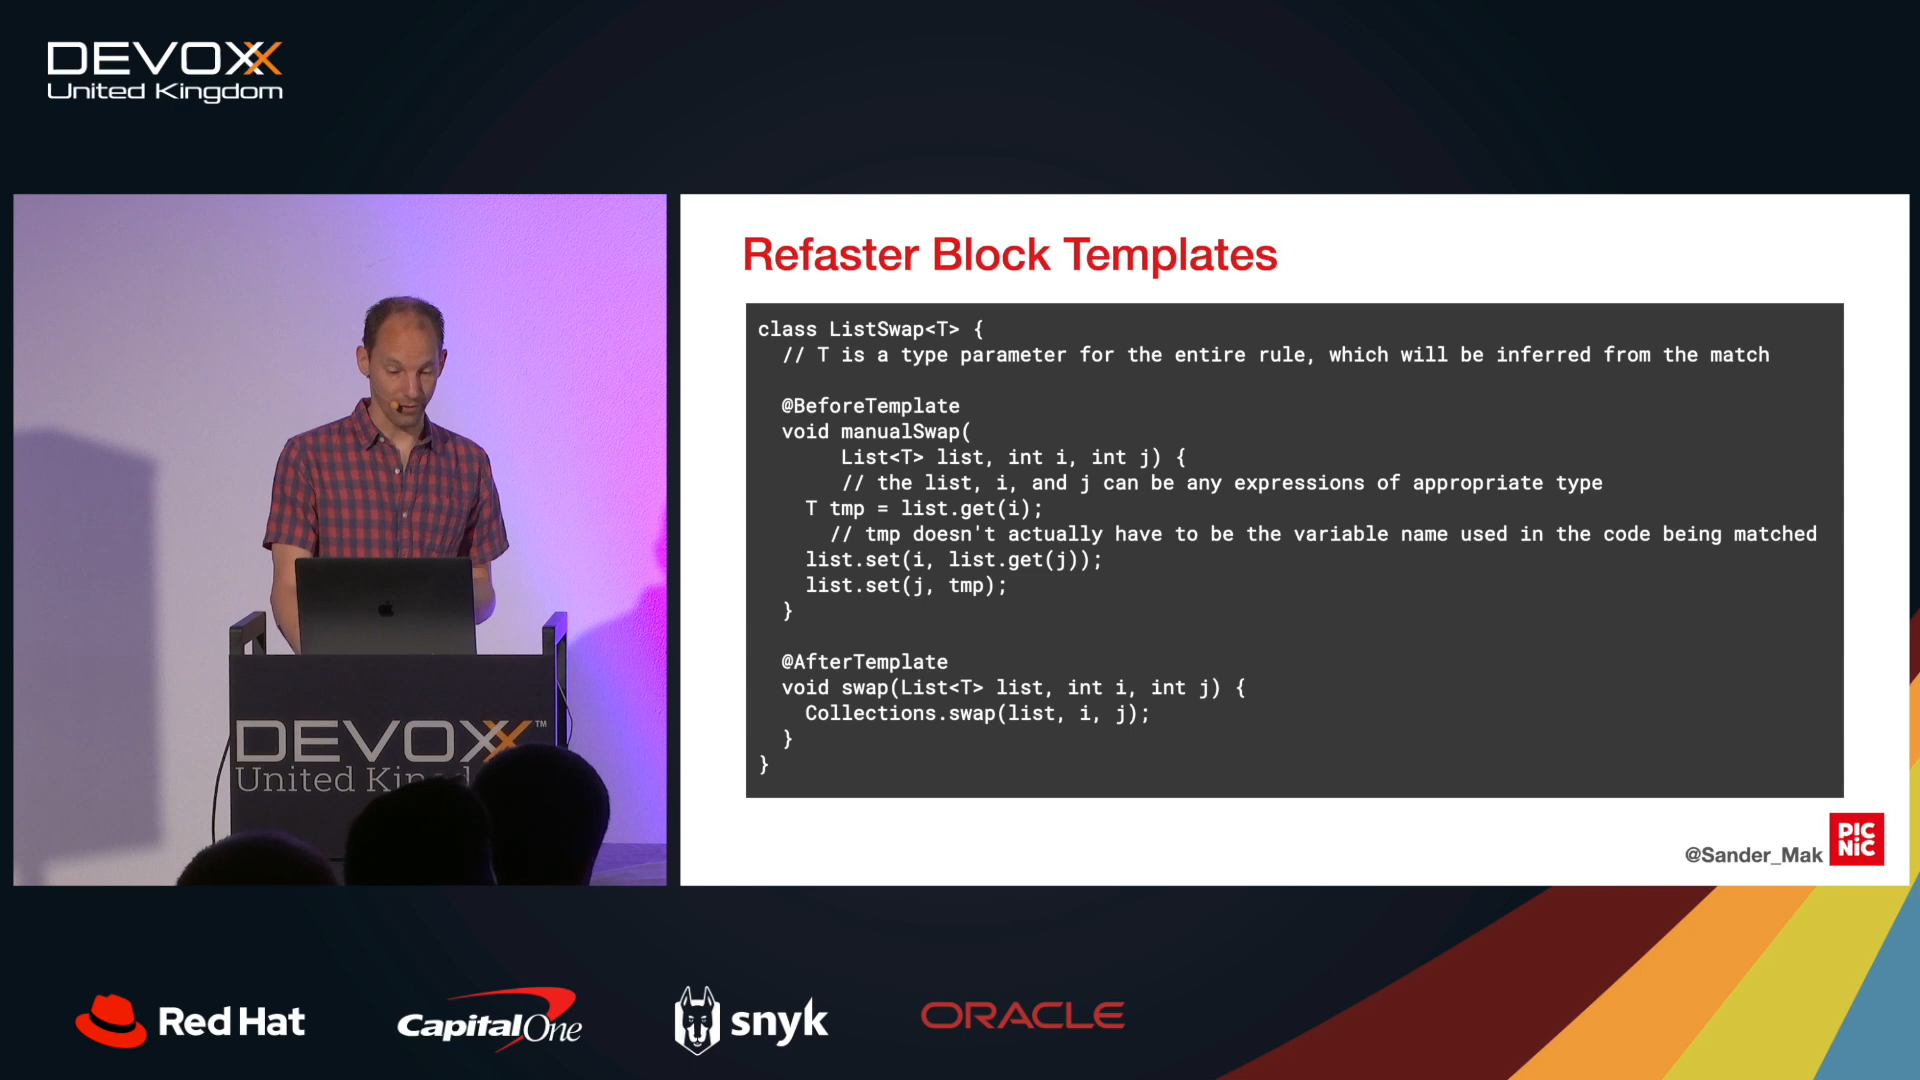 DEVOXX
United Kingdom
Refaster Block Templates
class ListSwap<T> {
// T is a type parameter for the entire rule, which will be inferred from the match
@BeforeTemplate
void manualSwap(
List<T> list, int i, int j) {
// the list, i, and j can be any expressions of appropriate type
T tmp = list.get(i);
// tmp doesn't actually have to be the variable name used in the code being matched
list.set(i, list.get(j));
list.set(j, tmp);
}
@AfterTemplate
void swap(List<T> list, int i, int j) {
Collections.swap(list, i, j);
}
}
@Sander_Mak
PIC
NIC
DEVOXX™
United
Red Hat
Capital One
snyk
ORACLE